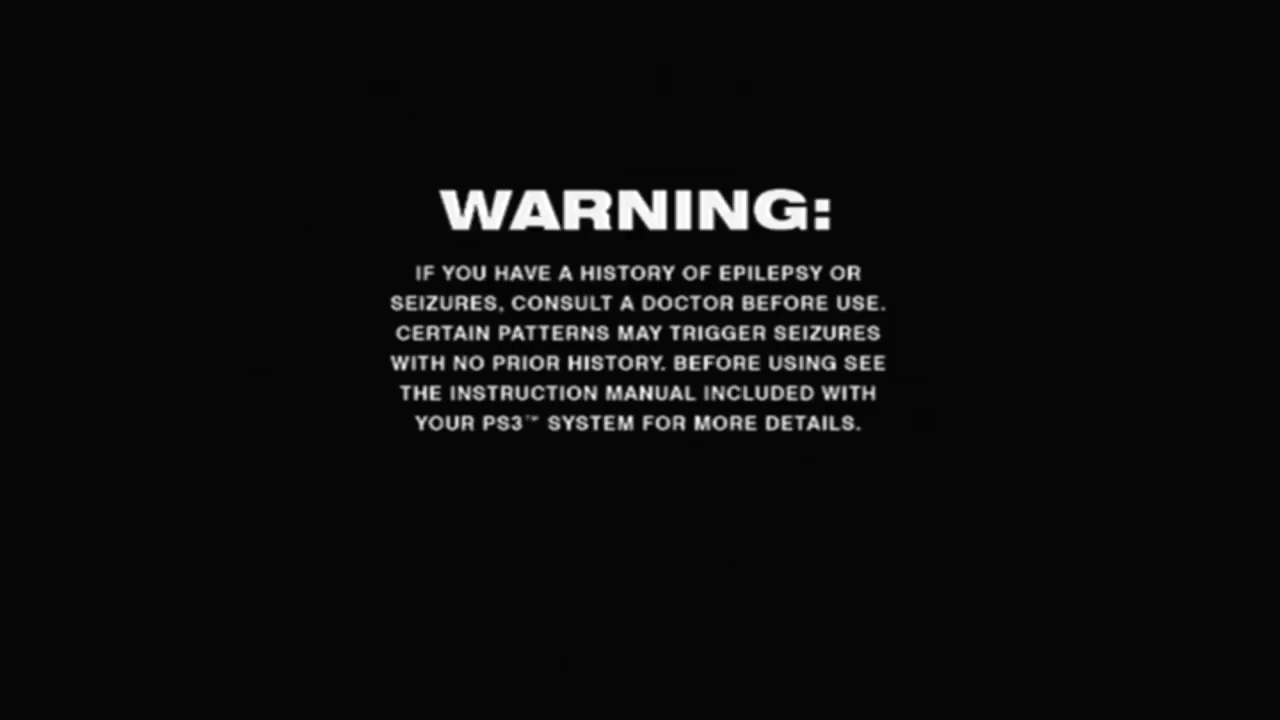 WARNING:
IF YOU HAVE A HISTORY OF EPILEPSY OR
SEIZURES, CONSULT A DOCTOR BEFORE USE.
CERTAIN PATTERNS MAY TRIGGER SEIZURES
WITH NO PRIOR HISTORY. BEFORE USING SEE
THE INSTRUCTION MANUAL INCLUDED WITH
YOUR PS3™ SYSTEM FOR MORE DETAILS.